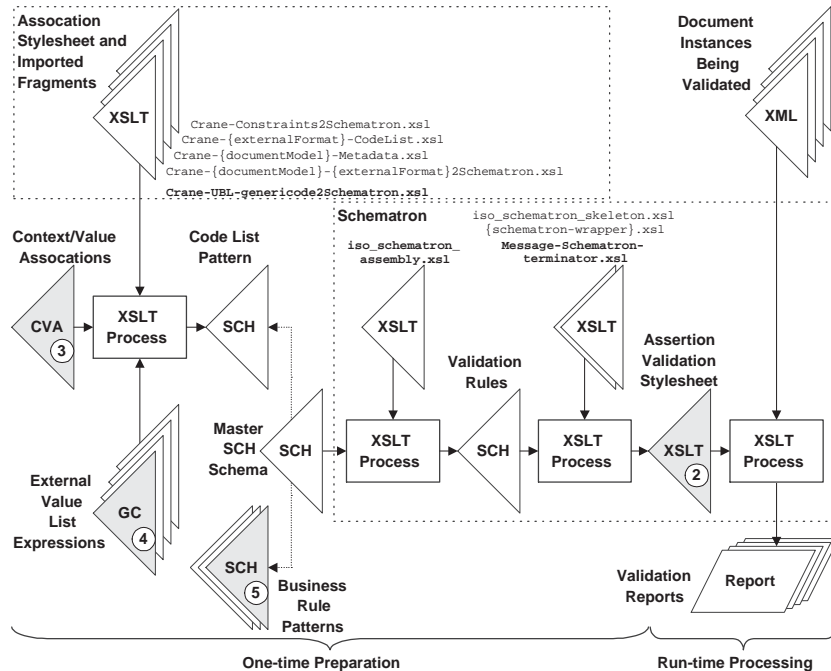 Assocation
Stylesheet and
Imported
Fragments
XSLT
Crane-Constraints2Schematron.xsl
Crane-{externalFormat}-CodeList.xsl
Crane-{documentModel}-Metadata.xsl
Crane-{documentModel}-{externalFormat}2Schematron.xsl
Crane-UBL-genericode2Schematron.xsl
Document
Instances
Being
Validated
XML
Context/Value
Assocations
CVA
3
XSLT
Process
Code List
Pattern
SCH
External
Value
List
Expressions
GC
4
Master
SCH
Schema
SCH
SCH
5
Business
Rule
Patterns
Schematron
iso_schematron_
assembly.xsl
XSLT
XSLT
Process
Validation
Rules
SCH
iso_schematron_skeleton.xsl
{schematron-wrapper}.xsl
Message-Schematron-
terminator.xsl
XSLT
XSLT
Process
Assertion
Validation
Stylesheet
XSLT
2
XSLT
Process
Validation
Reports
Report
One-time Preparation
Run-time Processing